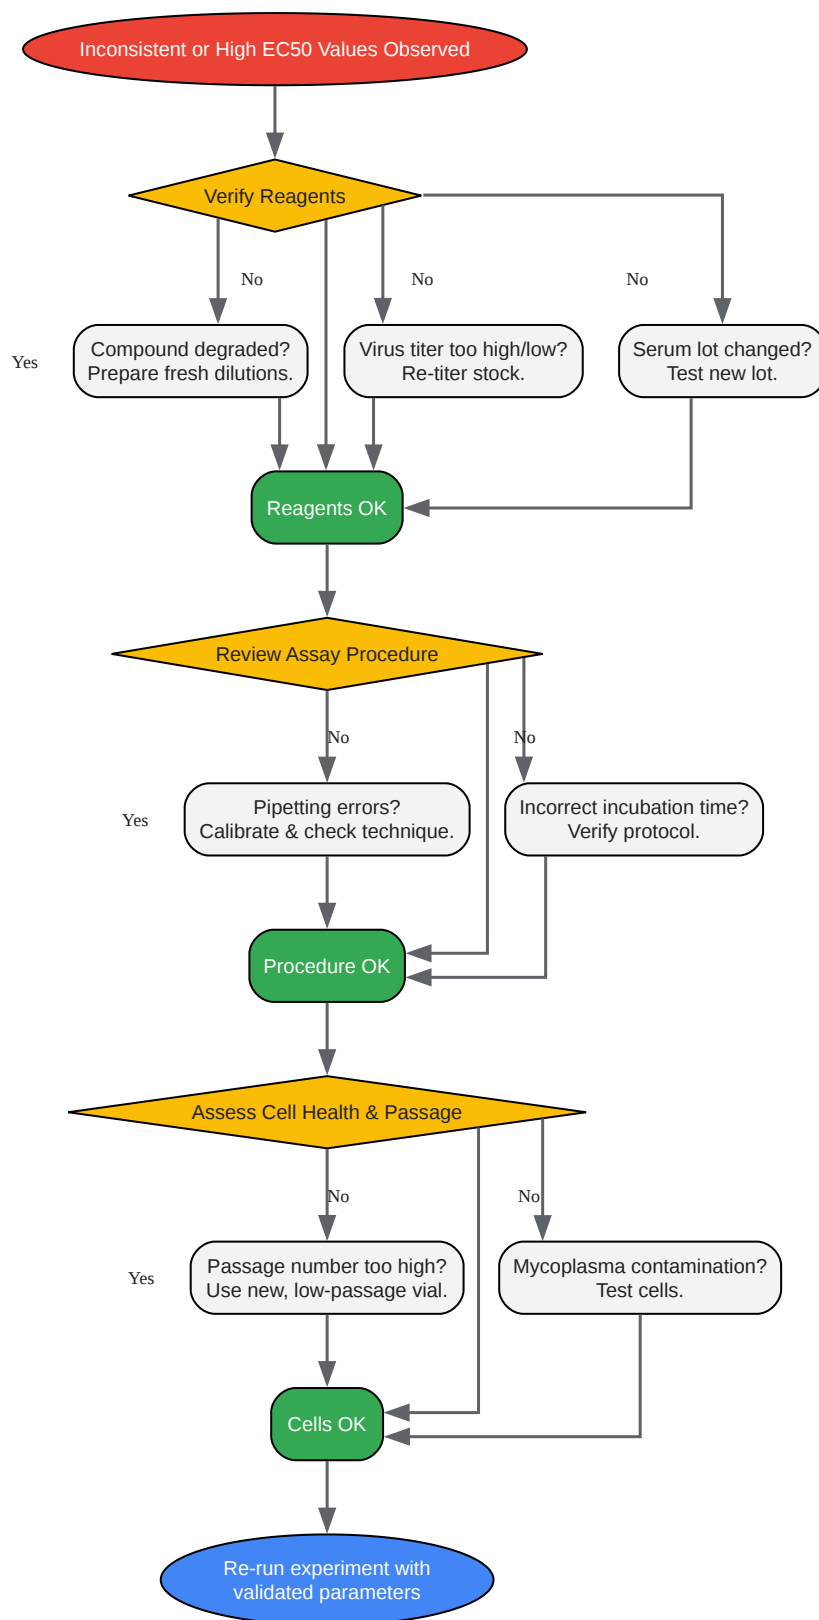 Inconsistent or High EC50 Values Observed
Verify Reagents
No
No
No
Yes
Compound degraded?
Prepare fresh dilutions.
Virus titer too high/low?
Re-titer stock.
Serum lot changed?
Test new lot.
Reagents OK
Review Assay Procedure
No
No
Yes
Pipetting errors?
Calibrate & check technique.
Incorrect incubation time?
Verify protocol.
Procedure OK
Assess Cell Health & Passage
No
No
Yes
Passage number too high?
Use new, low-passage vial.
Mycoplasma contamination?
Test cells.
Cells OK
Re-run experiment with
validated parameters